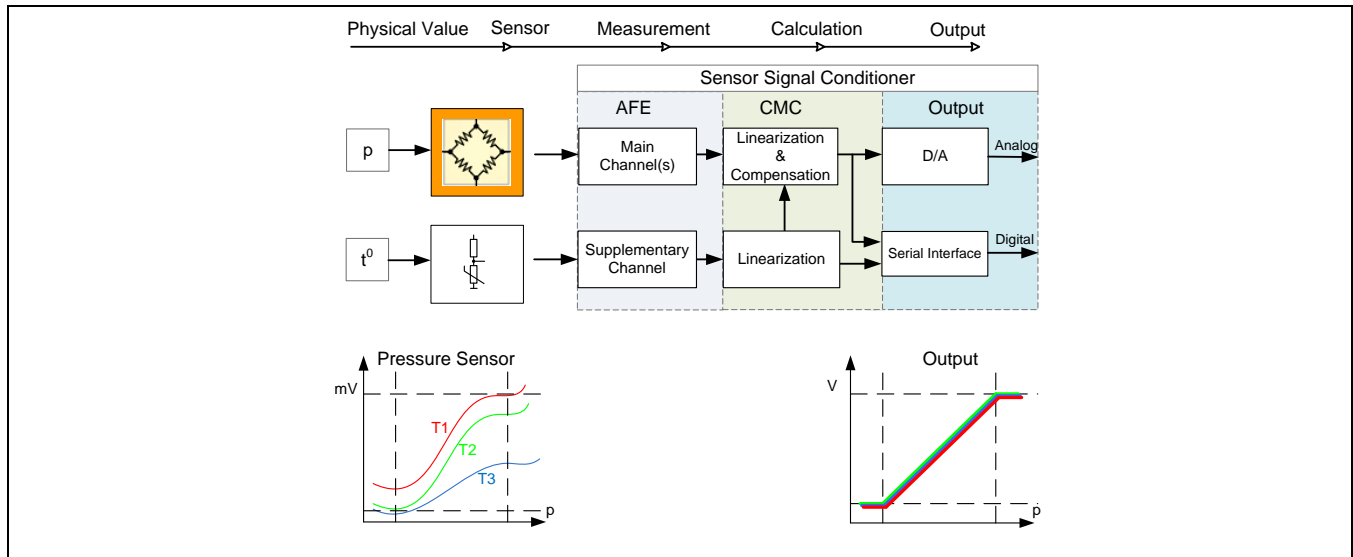 Physical Value Sensor Measurement Calculation Output
Sensor Signal Conditioner
AFE CMC Output
p
Main
Channel(s)
Linearization
&
Compensation
D/A
Analog
t⁰
Supplementary
Channel
Linearization
Serial Interface
Digital
Pressure Sensor
mV
T1
T2
T3
p
Output
V
p